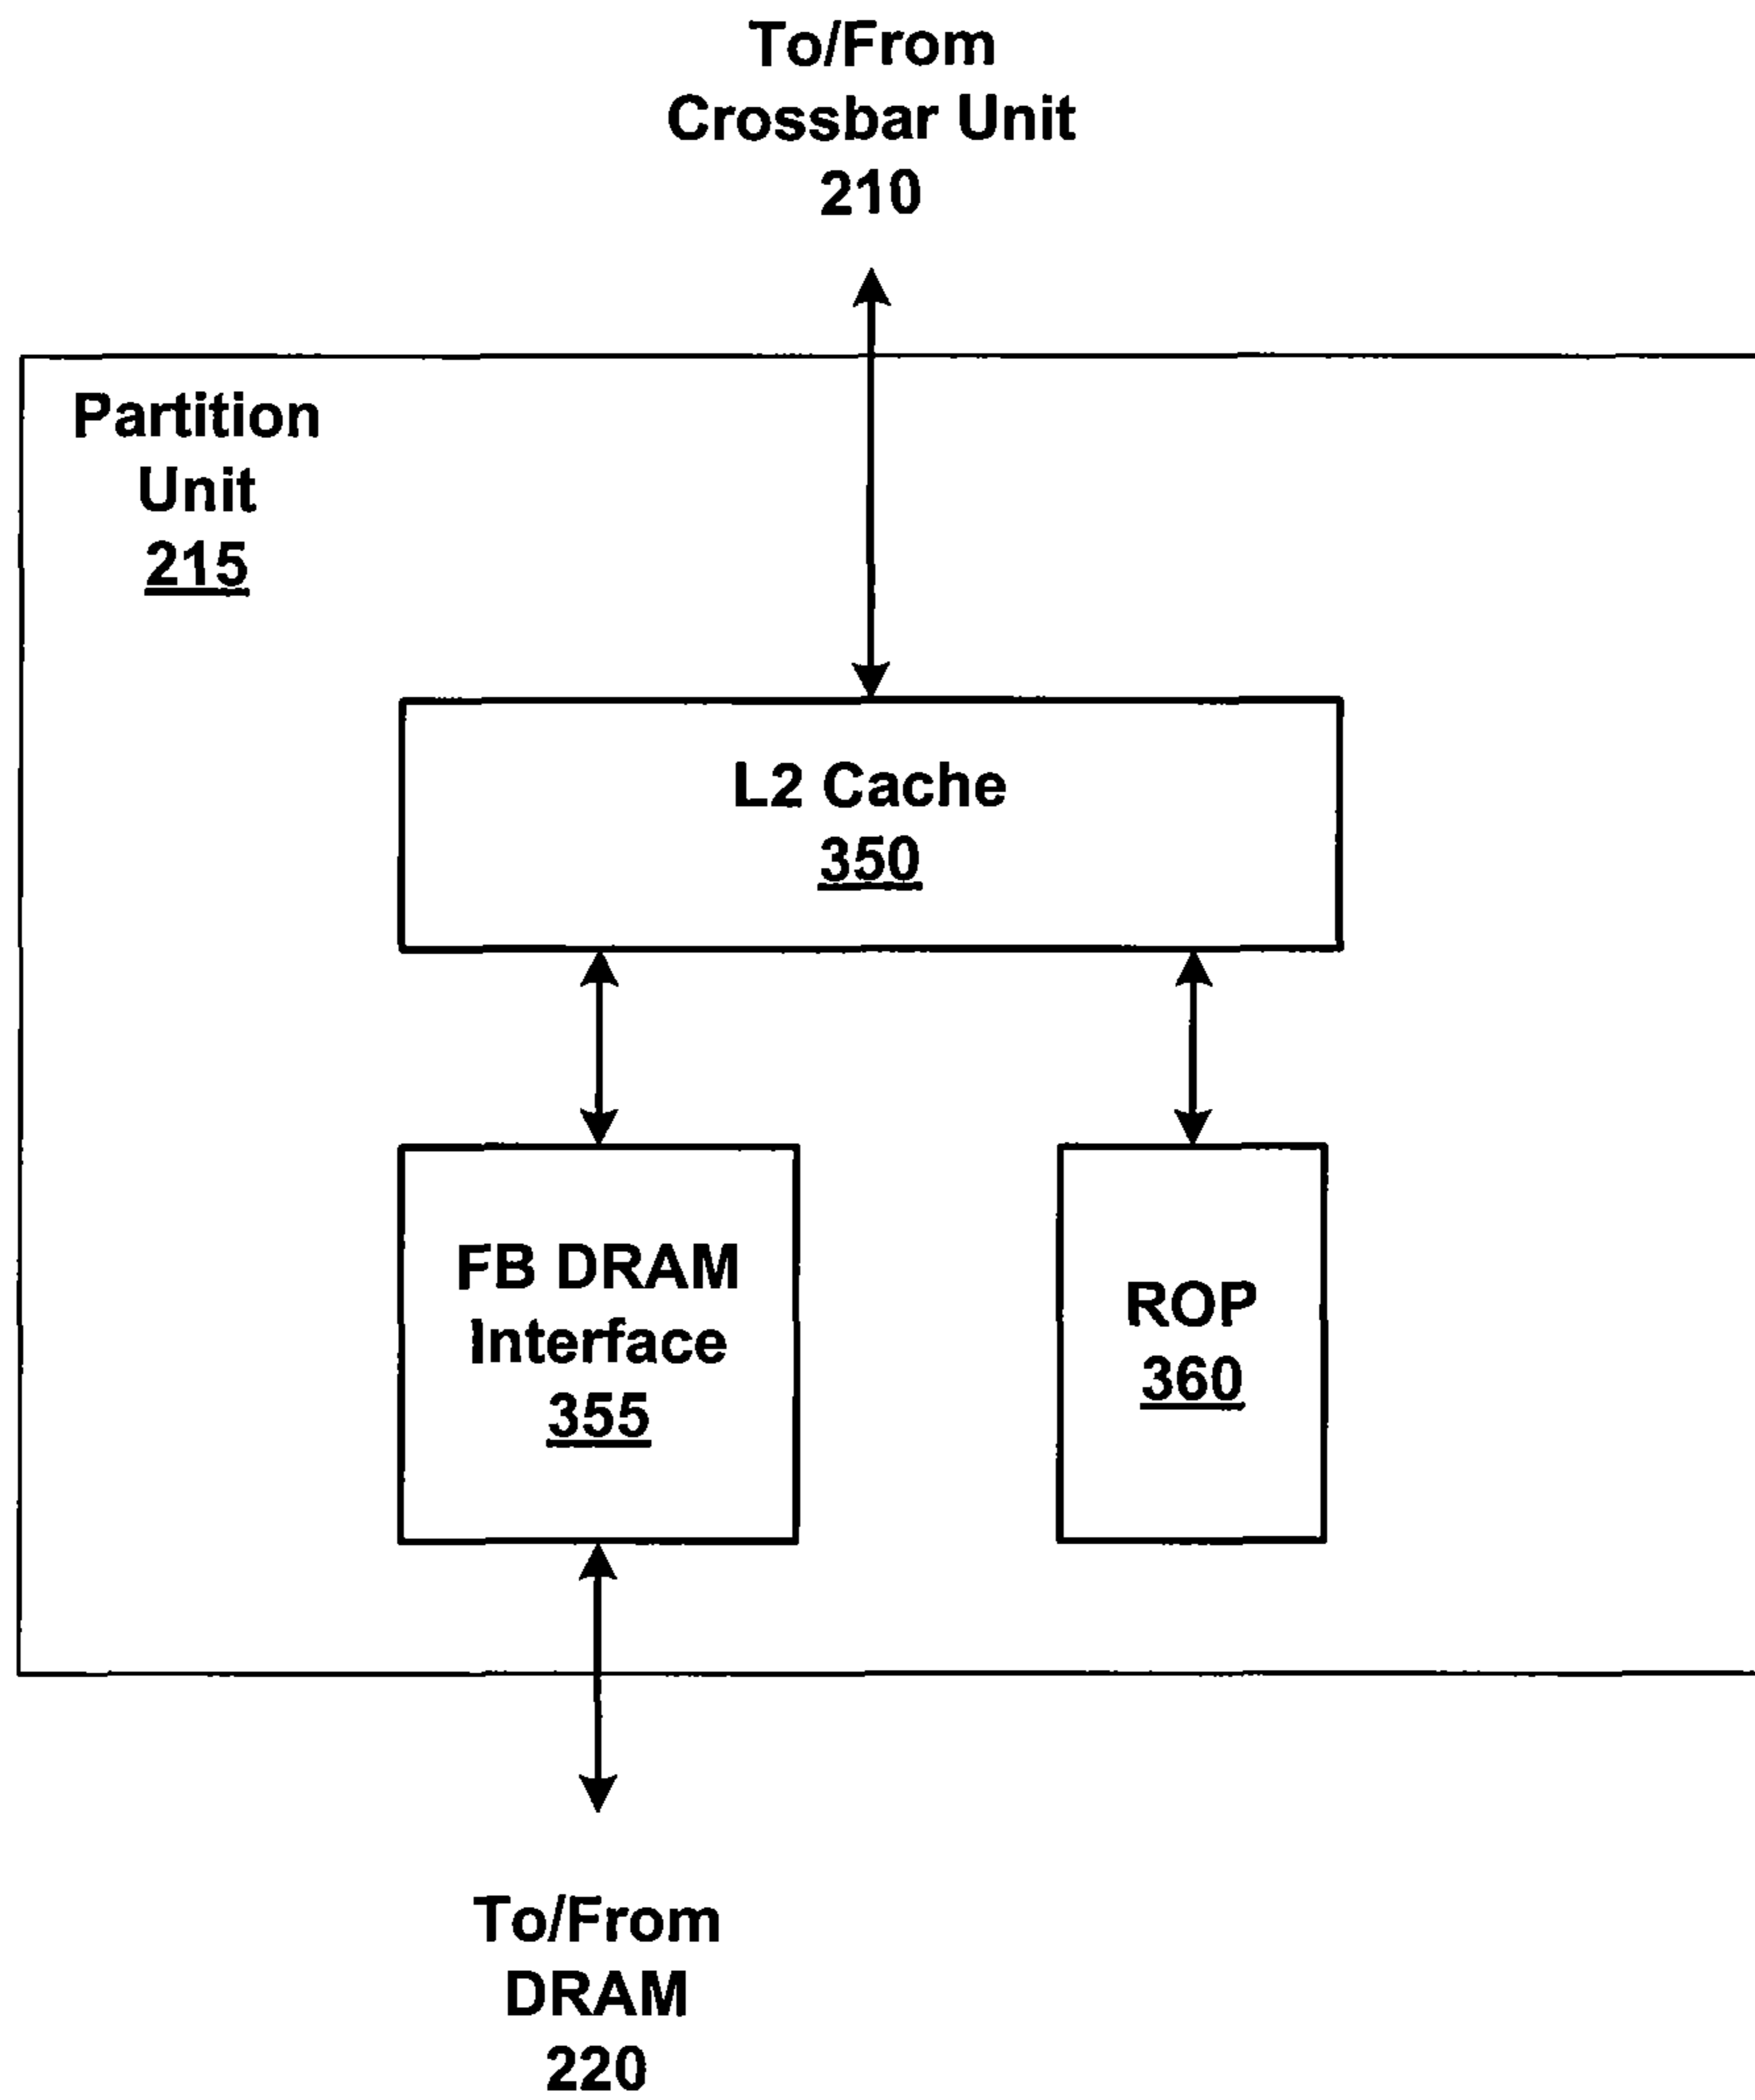 To/From
Crossbar Unit
210
Partition
Unit
215
L2 Cache
350
FB DRAM
Interface
355
ROP
360
To/From
DRAM
220